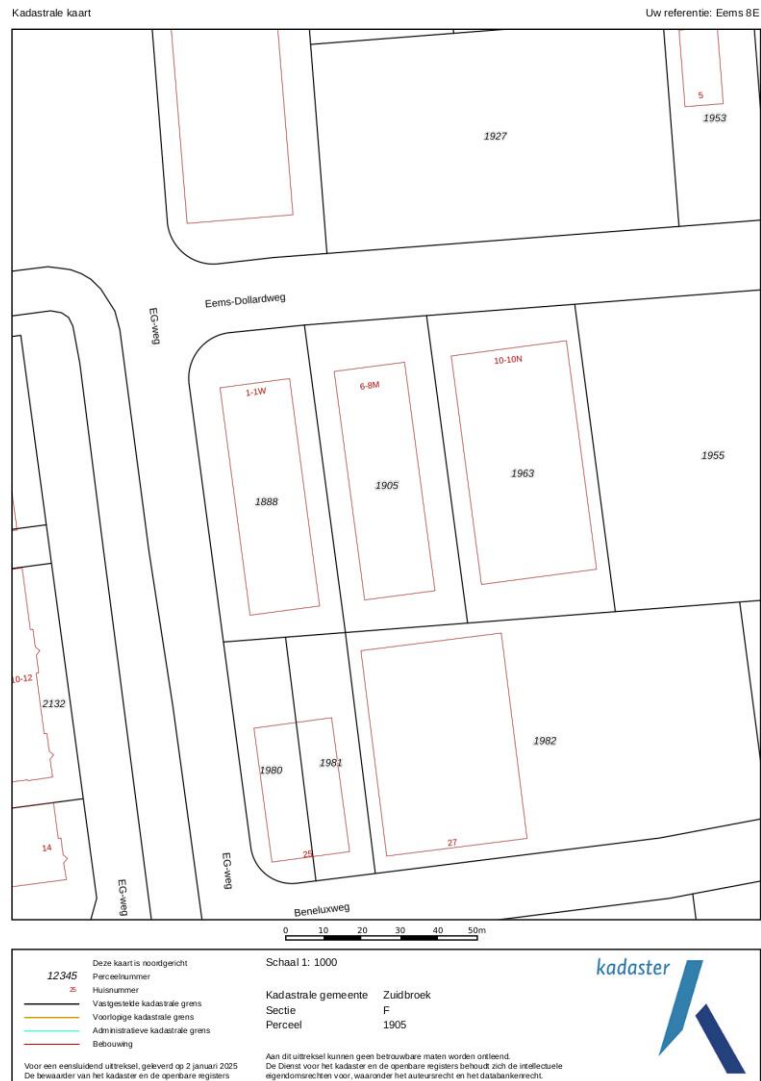 Kadastrale kaart
Uw referentie: Eems 8E
5
1953
1927
Eems-Dollardweg
EG-weg
10-10N
6-8M
1-1W
1955
1963
1905
1888
10-12
2132
1982
1981
1980
14
27
25
EG-weg
EG-weg
Beneluxweg
0 10 20 30 40 50m
Deze kaart is noordgericht
12345 Perceelnummer
25 Huisnummer
Vastgestelde kadastrale grens
Voorlopige kadastrale grens
Administratieve kadastrale grens
Bebouwing
Voor een eensluidend uittreksel, geleverd op 2 januari 2025
De bewaarder van het kadaster en de openbare registers
Schaal 1: 1000
Kadastrale gemeente Zuidbroek
Sectie F
Perceel 1905
Aan dit uittreksel kunnen geen betrouwbare maten worden ontleend.
De Dienst voor het kadaster en de openbare registers behoudt zich de intellectuele
eigendomsrechten voor, waaronder het auteursrecht en het databankenrecht.
kadaster